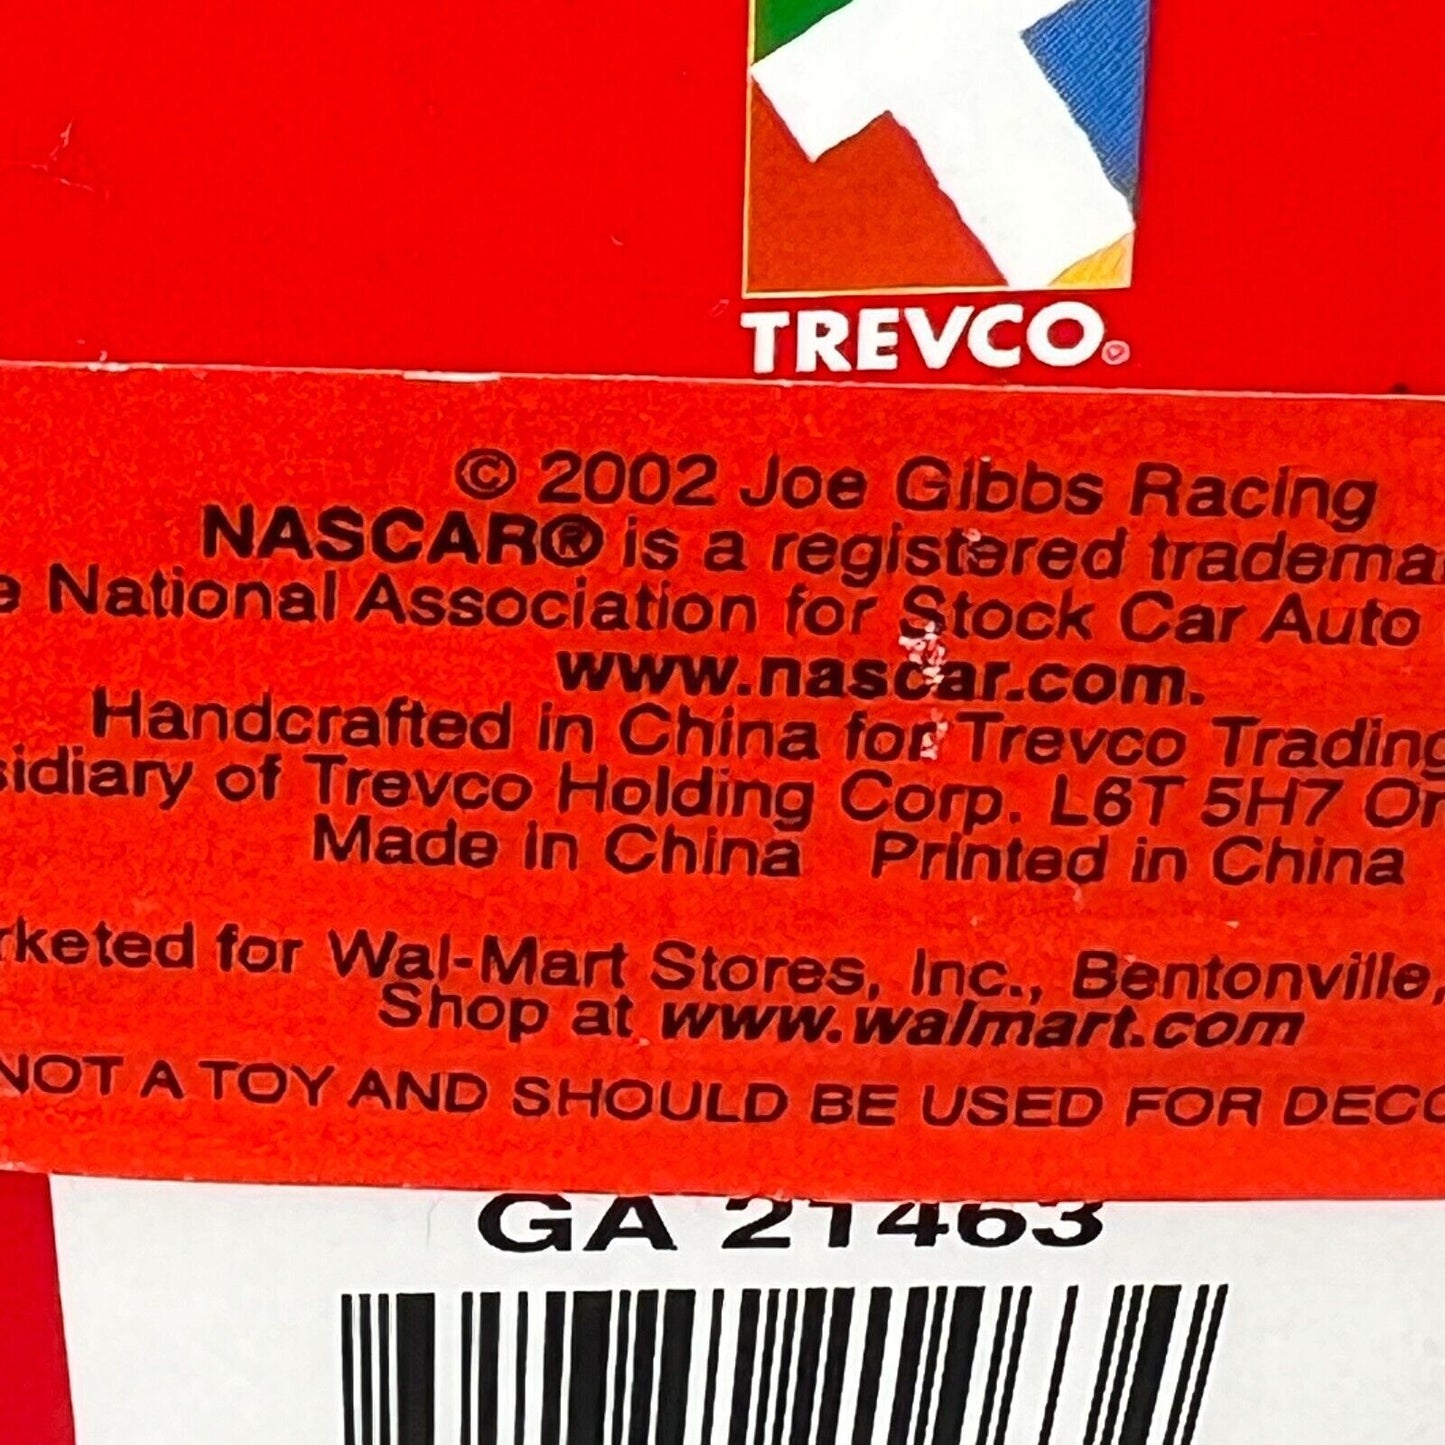 TREVCO®
© 2002 Joe Gibbs Racing
NASCAR® is a registered tradema
e National Association for Stock Car Auto
www.nascar.com.
Handcrafted in China for Trevco Trading
sidiary of Trevco Holding Corp. L6T 5H7 On
Made in China Printed in China
rketed for Wal-Mart Stores, Inc., Bentonville,
Shop at www.walmart.com
NOT A TOY AND SHOULD BE USED FOR DECO
GA 21463